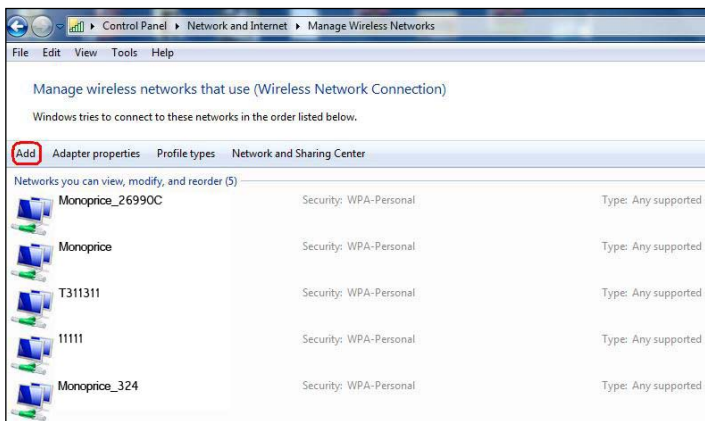 Control Panel ▸ Network and Internet ▸ Manage Wireless Networks
File Edit View Tools Help
Manage wireless networks that use (Wireless Network Connection)
Windows tries to connect to these networks in the order listed below.
Add Adapter properties Profile types Network and Sharing Center
Networks you can view, modify, and reorder (5)
Monoprice_26990C Security: WPA-Personal Type: Any supported
Monoprice Security: WPA-Personal Type: Any supported
T311311 Security: WPA-Personal Type: Any supported
11111 Security: WPA-Personal Type: Any supported
Monoprice_324 Security: WPA-Personal Type: Any supported